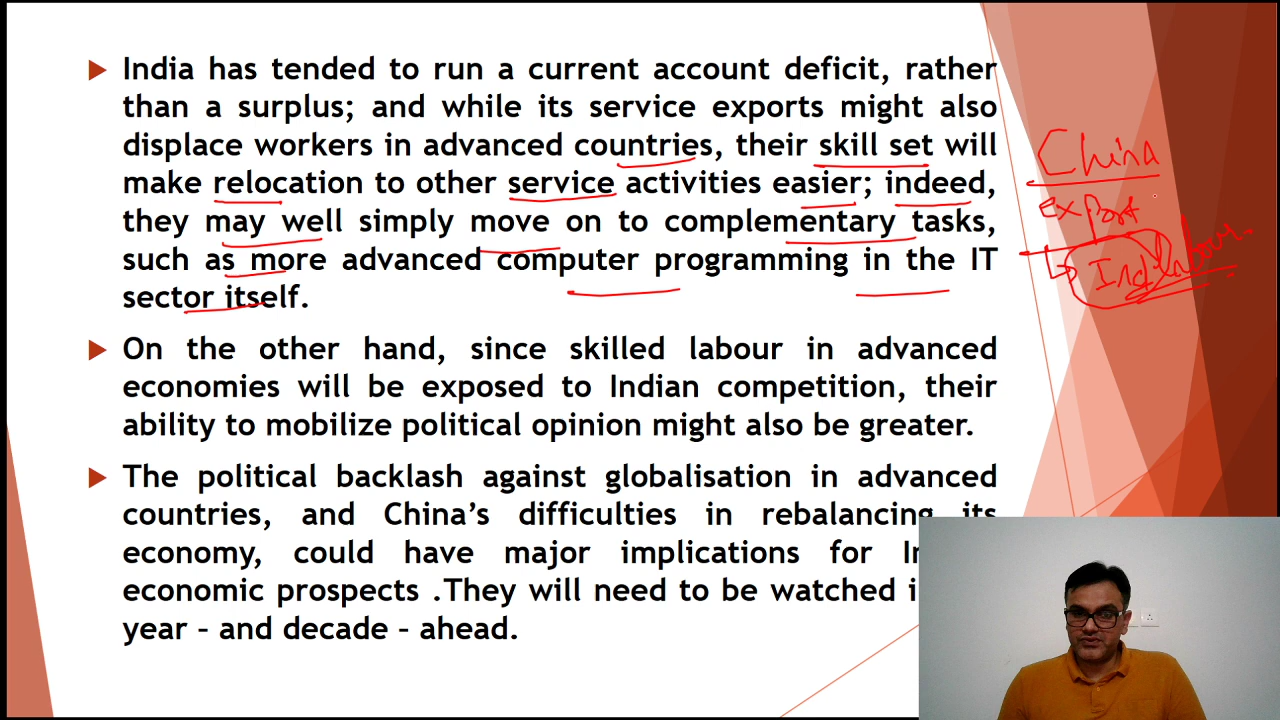 India has tended to run a current account deficit, rather
than a surplus; and while its service exports might also
displace workers in advanced countries, their skill set will
make relocation to other service activities easier; indeed,
they may well simply move on to complementary tasks,
such as more advanced computer programming in the IT
sector itself.
On the other hand, since skilled labour in advanced
economies will be exposed to Indian competition, their
ability to mobilize political opinion might also be greater.
The political backlash against globalisation in advanced
countries, and China's difficulties in rebalancing its
economy, could have major implications for
economic prospects .They will need to be watched
year – and decade – ahead.
China
export
Ind labour